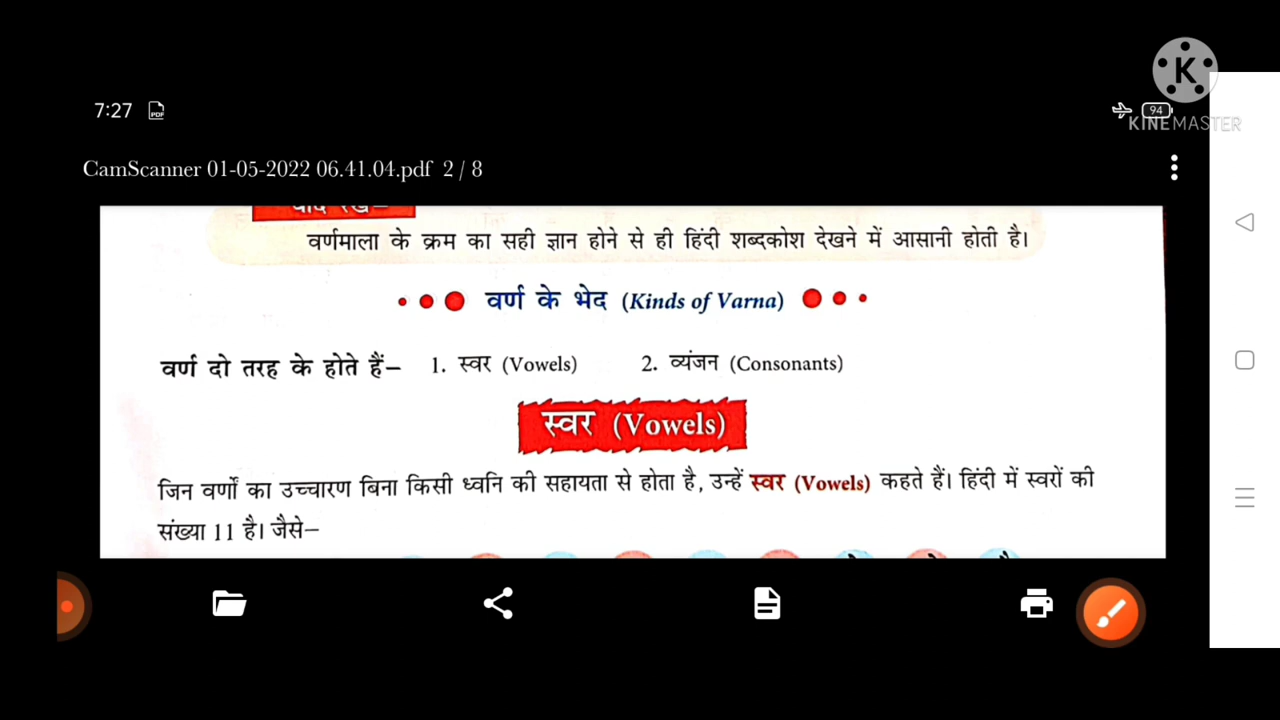 K
7:27
PDF
94
KINEMASTER
CamScanner 01-05-2022 06.41.04.pdf 2 / 8
याद रखें–
वर्णमाला के क्रम का सही ज्ञान होने से ही हिंदी शब्दकोश देखने में आसानी होती है।
वर्ण के भेद (Kinds of Varna)
वर्ण दो तरह के होते हैं– 1. स्वर (Vowels) 2. व्यंजन (Consonants)
स्वर (Vowels)
जिन वर्णों का उच्चारण बिना किसी ध्वनि की सहायता से होता है, उन्हें स्वर (Vowels) कहते हैं। हिंदी में स्वरों की
संख्या 11 है। जैसे–